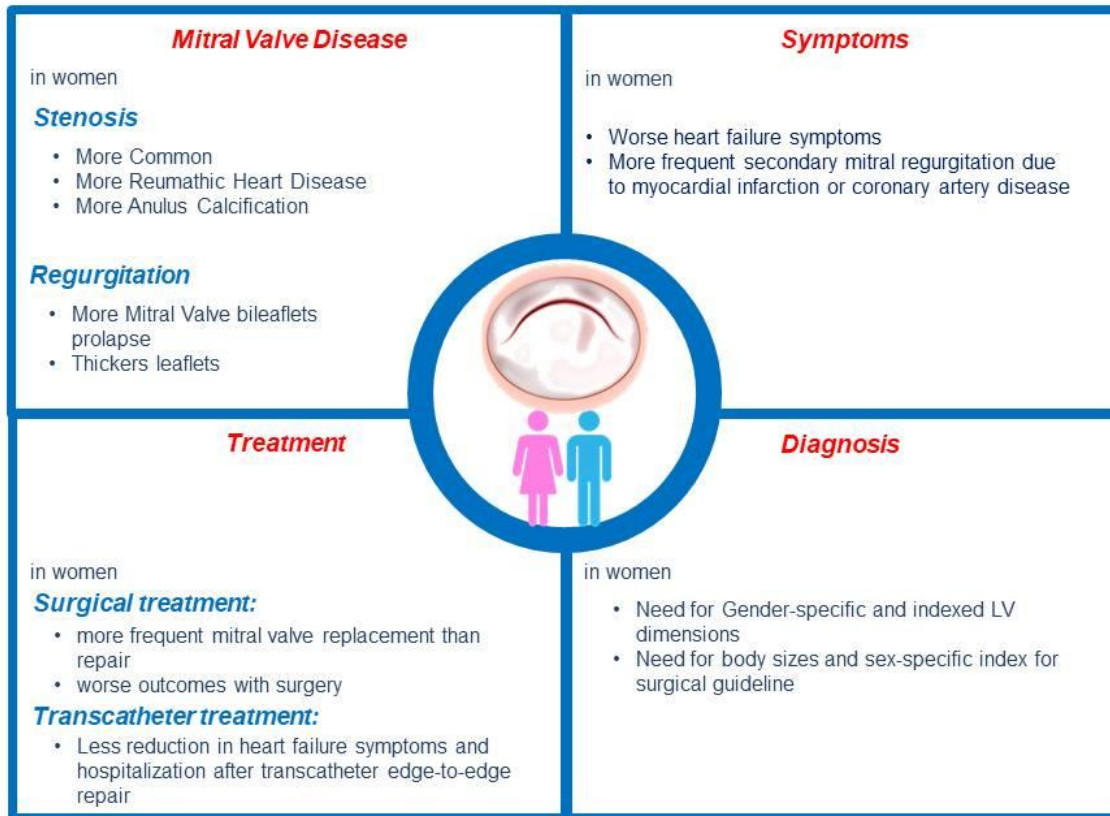 Mitral Valve Disease
in women
Stenosis
• More Common
• More Reumathic Heart Disease
• More Anulus Calcification
Regurgitation
• More Mitral Valve bileaflets
prolapse
• Thickers leaflets
Symptoms
in women
• Worse heart failure symptoms
• More frequent secondary mitral regurgitation due
to myocardial infarction or coronary artery disease
Treatment
in women
Surgical treatment:
• more frequent mitral valve replacement than
repair
• worse outcomes with surgery
Transcatheter treatment:
• Less reduction in heart failure symptoms and
hospitalization after transcatheter edge-to-edge
repair
Diagnosis
in women
• Need for Gender-specific and indexed LV
dimensions
• Need for body sizes and sex-specific index for
surgical guideline